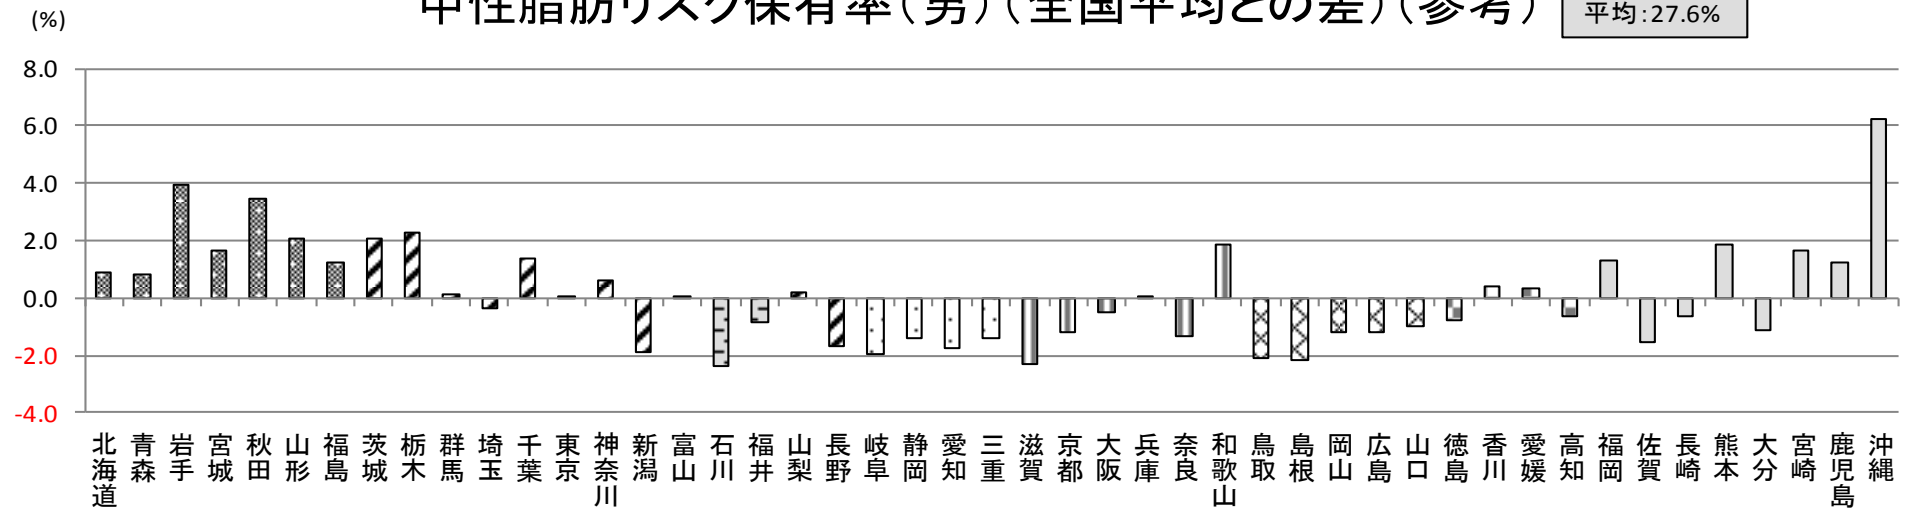 中性脂肪リスク保有率（男）（全国平均との差）（参考）
平均：27.6%
(%)
8.0
6.0
4.0
2.0
0.0
-2.0
-4.0
北海道
青森
岩手
宮城
秋田
山形
福島
茨城
栃木
群馬
埼玉
千葉
東京
神奈川
新潟
富山
石川
福井
山梨
長野
岐阜
静岡
愛知
三重
滋賀
京都
大阪
兵庫
奈良
和歌山
鳥取
島根
岡山
広島
山口
徳島
香川
愛媛
高知
福岡
佐賀
長崎
熊本
大分
宮崎
鹿児島
沖縄